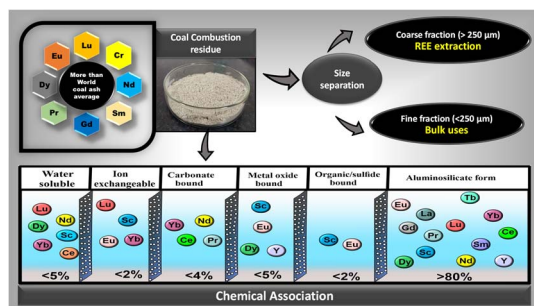 Lu
Eu
Cr
Dy
More than
World
coal ash
average
Nd
Pr
Sm
Gd
Coal Combustion
residue
Size
separation
Coarse fraction (> 250 µm)
REE extraction
Fine fraction (<250 µm)
Bulk uses
Water
soluble
Lu
Nd
Dy
Sc
Yb
Ce
<5%
Ion
exchangeable
Lu
Sc
Eu
Yb
<2%
Carbonate
bound
Yb
Nd
Ce
Pr
<4%
Metal oxide
bound
Sc
Eu
Dy
Y
<5%
Organic/sulfide
bound
Sc
Eu
<2%
Aluminosilicate form
Tb
Eu
La
Yb
Gd
Lu
Pr
Ce
Sm
Sc
Dy
Nd
Y
>80%
Chemical Association